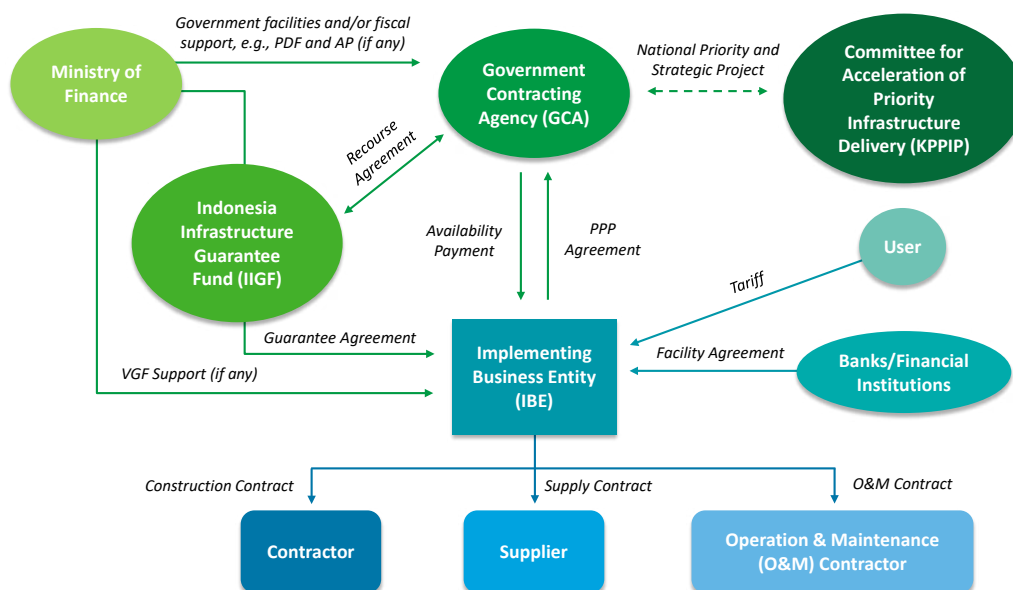 Government facilities and/or fiscal
support, e.g., PDF and AP (if any)
Ministry of
Finance
Government
Contracting
Agency (GCA)
National Priority and
Strategic Project
Committee for
Acceleration of
Priority
Infrastructure
Delivery (KPPIP)
Recourse
Agreement
Indonesia
Infrastructure
Guarantee
Fund (IIGF)
Availability
Payment
PPP
Agreement
User
Tariff
Guarantee Agreement
Implementing
Business Entity
(IBE)
Facility Agreement
Banks/Financial
Institutions
VGF Support (if any)
Construction Contract
Supply Contract
O&M Contract
Contractor
Supplier
Operation & Maintenance
(O&M) Contractor